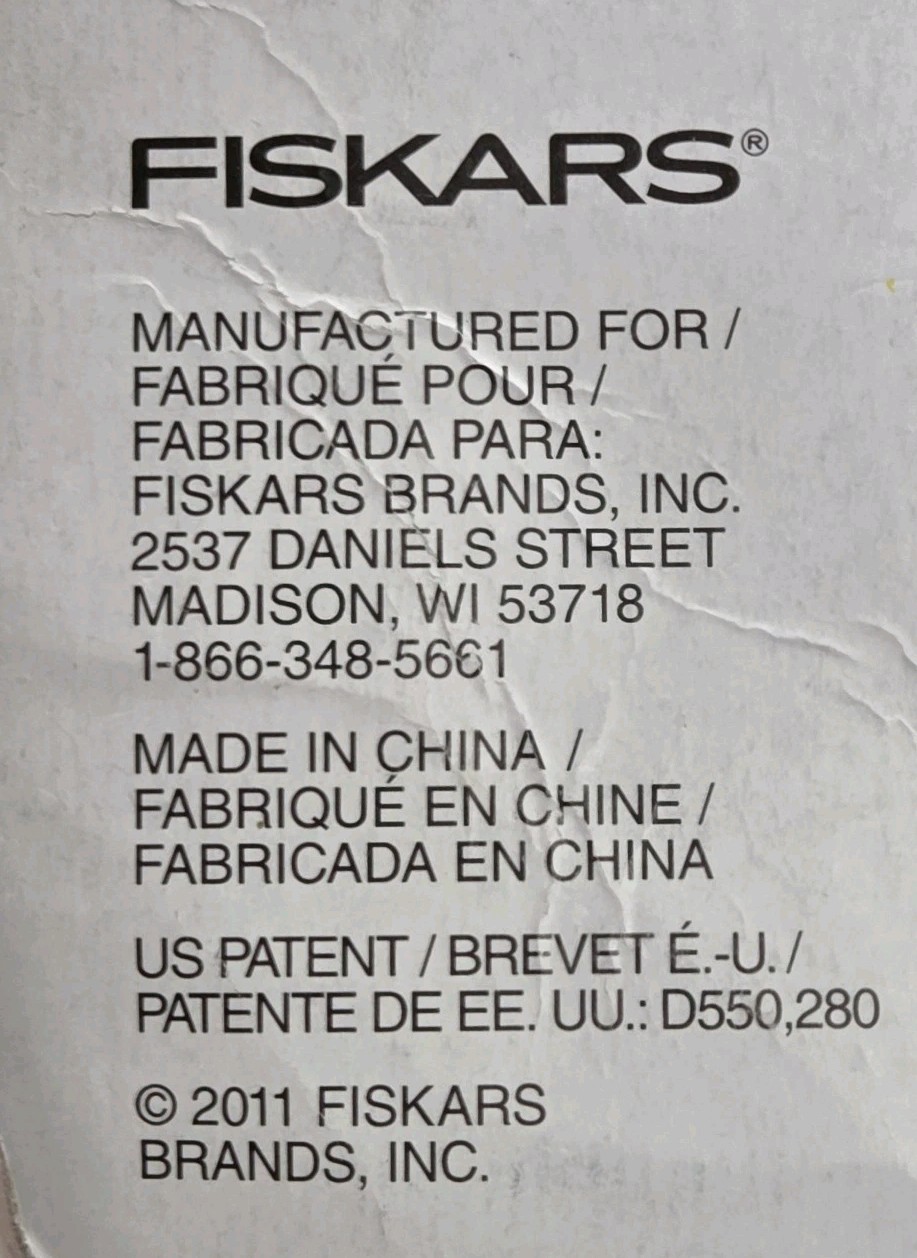 FISKARS®
MANUFACTURED FOR /
FABRIQUÉ POUR /
FABRICADA PARA:
FISKARS BRANDS, INC.
2537 DANIELS STREET
MADISON, WI 53718
1-866-348-5661
MADE IN CHINA /
FABRIQUÉ EN CHINE /
FABRICADA EN CHINA
US PATENT / BREVET É.-U. /
PATENTE DE EE. UU.: D550,280
© 2011 FISKARS
BRANDS, INC.